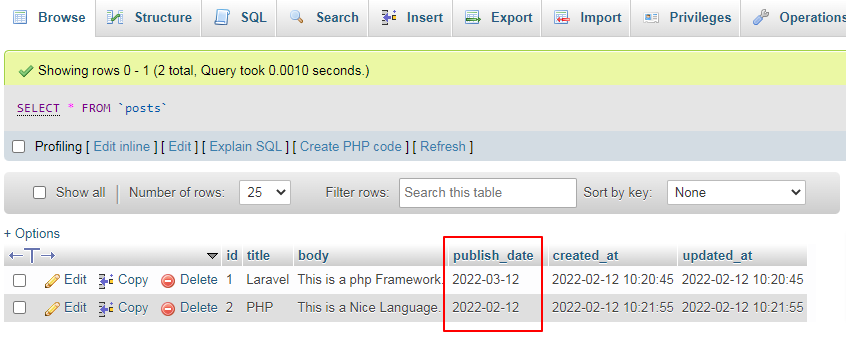 Browse Structure SQL Search Insert Export Import Privileges Operations
Showing rows 0 - 1 (2 total, Query took 0.0010 seconds.)
SELECT * FROM `posts`
Profiling [ Edit inline ] [ Edit ] [ Explain SQL ] [ Create PHP code ] [ Refresh ]
Show all Number of rows: 25 Filter rows: Search this table Sort by key: None
+ Options
id title body publish_date created_at updated_at
Edit Copy Delete 1 Laravel This is a php Framework. 2022-03-12 2022-02-12 10:20:45 2022-02-12 10:20:45
Edit Copy Delete 2 PHP This is a Nice Language. 2022-02-12 2022-02-12 10:21:55 2022-02-12 10:21:55